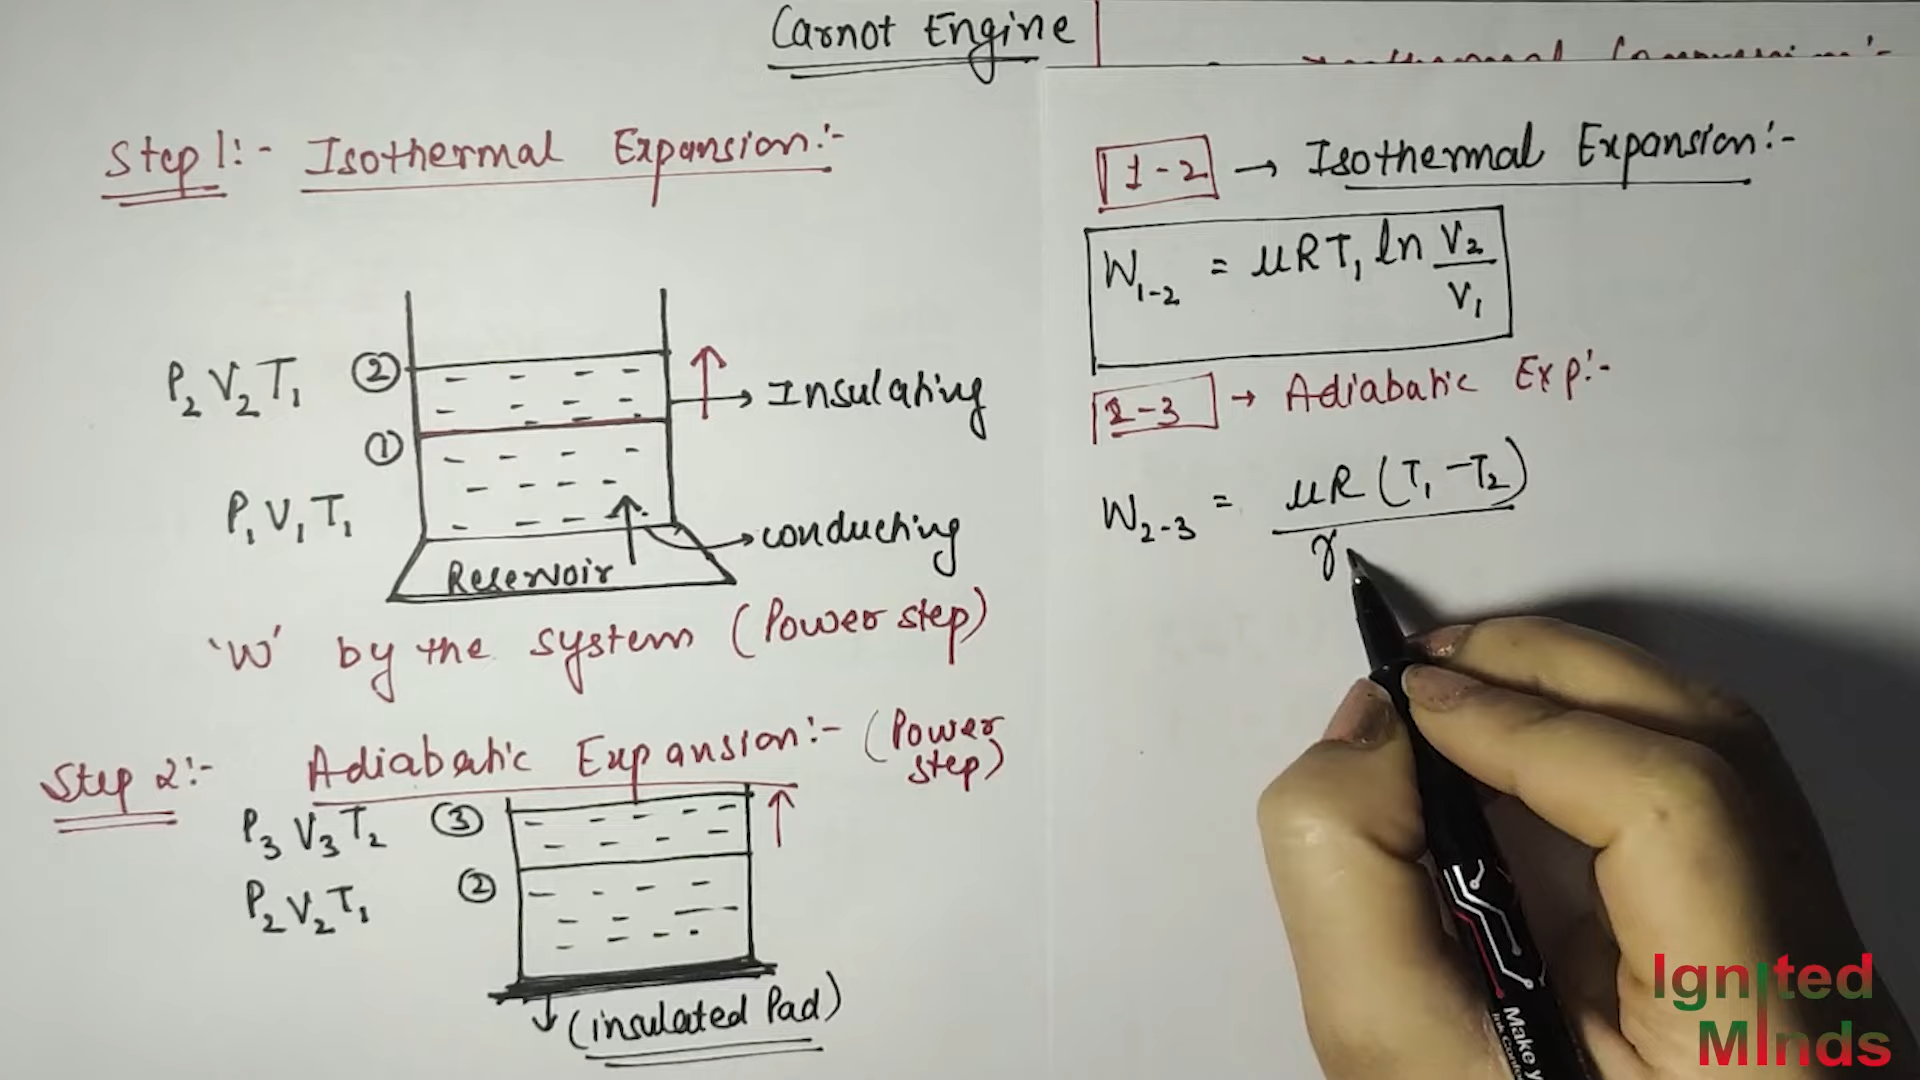 Carnot Engine
Step 1:- Isothermal Expansion:-
P2 V2 T1 ②
①
P1 V1 T1
Insulating
conducting
Reservoir
'W' by the system (Power step)
Step 2:- Adiabatic Expansion:- (Power step)
P3 V3 T2 ③
P2 V2 T1 ②
(insulated Pad)
1-2 → Isothermal Expansion:-
W1-2 = μRT1 ln V2/V1
2-3 → Adiabatic Exp:-
W2-3 = μR (T1 - T2)
γ
Make y
Ignited
Minds